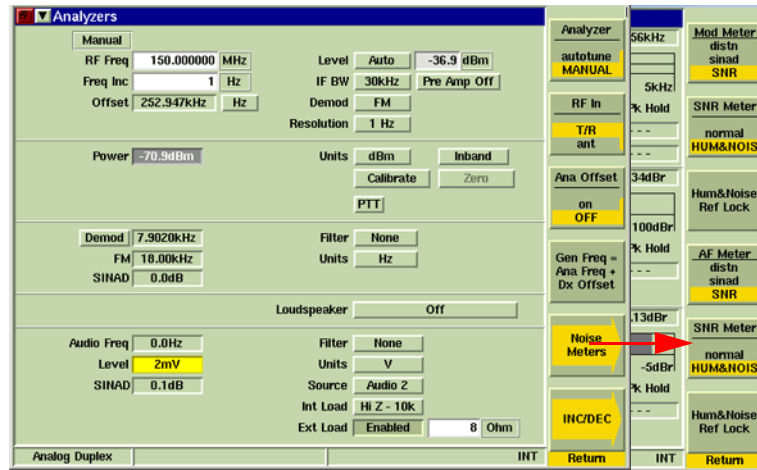 Analyzers
Manual
RF Freq 150.000000 MHz Level Auto -36.9 dBm
Freq Inc 1 Hz IF BW 30kHz Pre Amp Off
Offset 252.947kHz Hz Demod FM
Resolution 1 Hz
Power -70.9dBm Units dBm Inband
Calibrate Zero
PTT
Demod 7.9020kHz Filter None
FM 18.00kHz Units Hz
SINAD 0.0dB
Loudspeaker Off
Audio Freq 0.0Hz Filter None
Level 2mV Units V
SINAD 0.1dB Source Audio 2
Int Load Hi Z - 10k
Ext Load Enabled 8 Ohm
Analog Duplex INT
Analyzer
autotune
MANUAL
RF In
T/R
ant
Ana Offset
on
OFF
Gen Freq =
Ana Freq +
Dx Offset
Noise
Meters
INC/DEC
Return
56kHz
5kHz
Pk Hold
- - -
- - -
34dBr
100dBr
Pk Hold
- - -
.13dBr
-5dBr
Pk Hold
- - -
INT
Mod Meter
distn
sinad
SNR
SNR Meter
normal
HUM&NOIS
Hum&Noise
Ref Lock
AF Meter
distn
sinad
SNR
SNR Meter
normal
HUM&NOIS
Hum&Noise
Ref Lock
Return